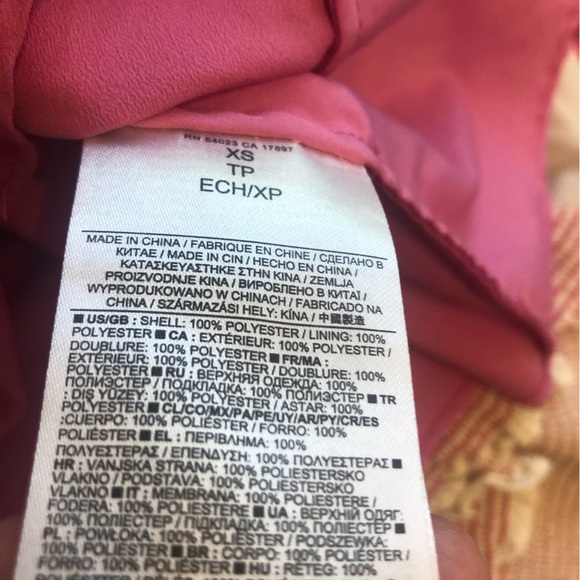 RN 54023 CA 17897
XS
TP
ECH/XP
MADE IN CHINA / FABRIQUE EN CHINE / СДЕЛАНО В
КИТАЕ / MADE IN CIN / HECHO EN CHINA /
ΚΑΤΑΣΚΕΥΑΣΤΗΚΕ ΣΤΗΝ ΚΙΝΑ / ZEMLJA
PROIZVODNJE KINA / ВИРОБЛЕНО В КИТАЇ /
WYPRODUKOWANO W CHINACH / FABRICADO NA
CHINA / SZÁRMAZÁSI HELY: KÍNA / 中國製造
■ US/GB : SHELL: 100% POLYESTER / LINING: 100%
POLYESTER ■ CA : EXTÉRIEUR: 100% POLYESTER /
DOUBLURE: 100% POLYESTER ■ FR/MA :
EXTÉRIEUR: 100% POLYESTER / DOUBLURE: 100%
POLYESTER ■ RU : ВЕРХНЯЯ ОДЕЖДА: 100%
ПОЛИЭСТЕР / ПОДКЛАДКА: 100% ПОЛИЭСТЕР ■ TR
: DIŞ YÜZEY: 100% POLYESTER / ASTAR: 100%
POLYESTER ■ CL/CO/MX/PA/PE/UY/AR/PY/CR/ES
:CUERPO: 100% POLIÉSTER / FORRO: 100%
POLIÉSTER ■ EL : ΠΕΡΙΒΛΗΜΑ: 100%
ΠΟΛΥΕΣΤΕΡΑΣ / ΕΠΕΝΔΥΣΗ: 100% ΠΟΛΥΕΣΤΕΡΑΣ ■
HR : VANJSKA STRANA: 100% POLIESTERSKO
VLAKNO / PODSTAVA: 100% POLIESTERSKO
VLAKNO ■ IT : MEMBRANA: 100% POLIESTERE /
FODERA: 100% POLIESTERE ■ UA : ВЕРХНІЙ ОДЯГ:
100% ПОЛІЕСТЕР / ПІДКЛАДКА: 100% ПОЛІЕСТЕР ■
PL : POWŁOKA: 100% POLIESTER / PODSZEWKA:
100% POLIESTER ■ BR : CORPO: 100% POLIÉSTER /
FORRO: 100% POLIÉSTER ■ HU : RÉTEG: 100%